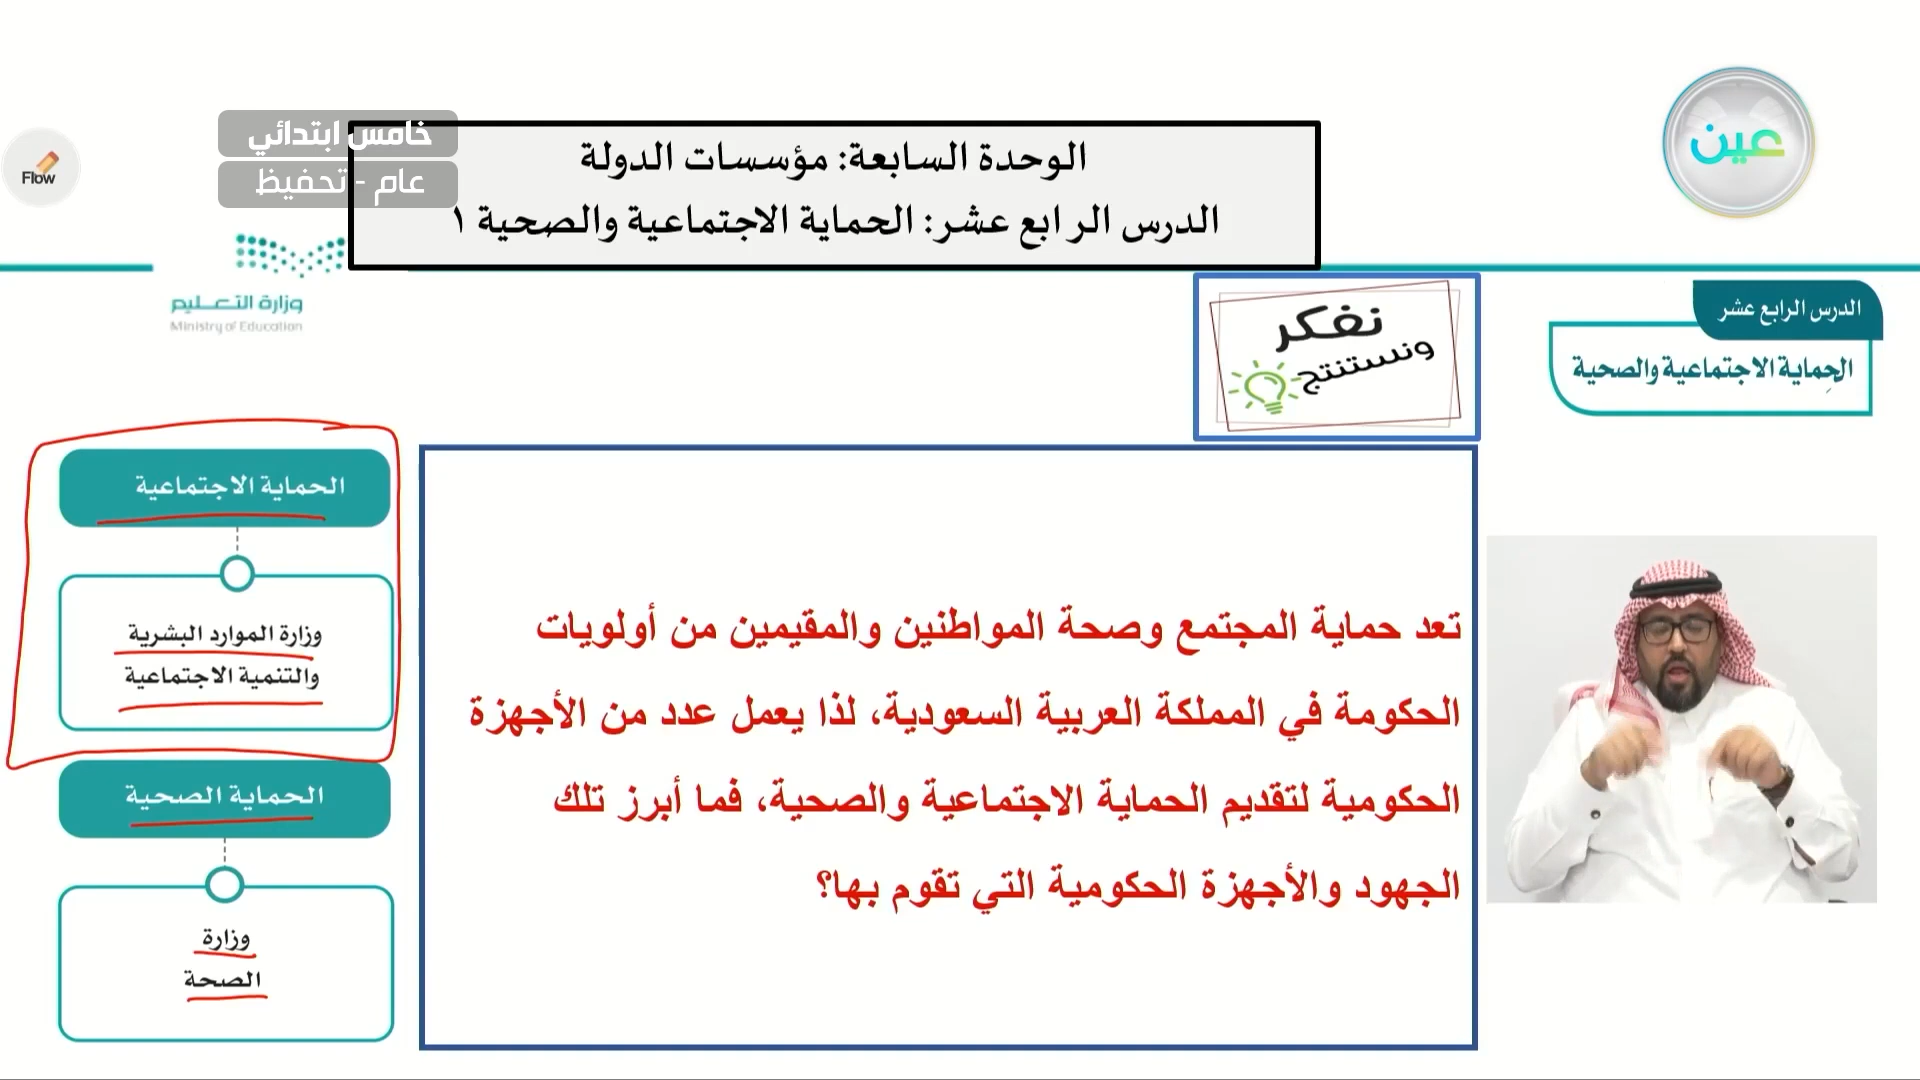 عين
Flow
خامس ابتدائي
عام - تحفيظ
الوحدة السابعة: مؤسسات الدولة
الدرس الرابع عشر: الحماية الاجتماعية والصحية ١
وزارة التعليم
Ministry of Education
الدرس الرابع عشر
الحِماية الاجتماعية والصحية
نفكر
ونستنتج
تعد حماية المجتمع وصحة المواطنين والمقيمين من أولويات
الحكومة في المملكة العربية السعودية، لذا يعمل عدد من الأجهزة
الحكومية لتقديم الحماية الاجتماعية والصحية، فما أبرز تلك
الجهود والأجهزة الحكومية التي تقوم بها؟
الحماية الاجتماعية
وزارة الموارد البشرية
والتنمية الاجتماعية
الحماية الصحية
وزارة
الصحة